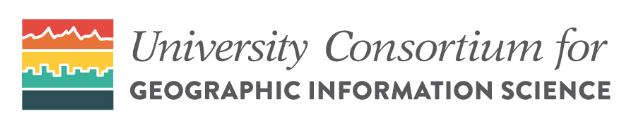 University Consortium for
GEOGRAPHIC INFORMATION SCIENCE